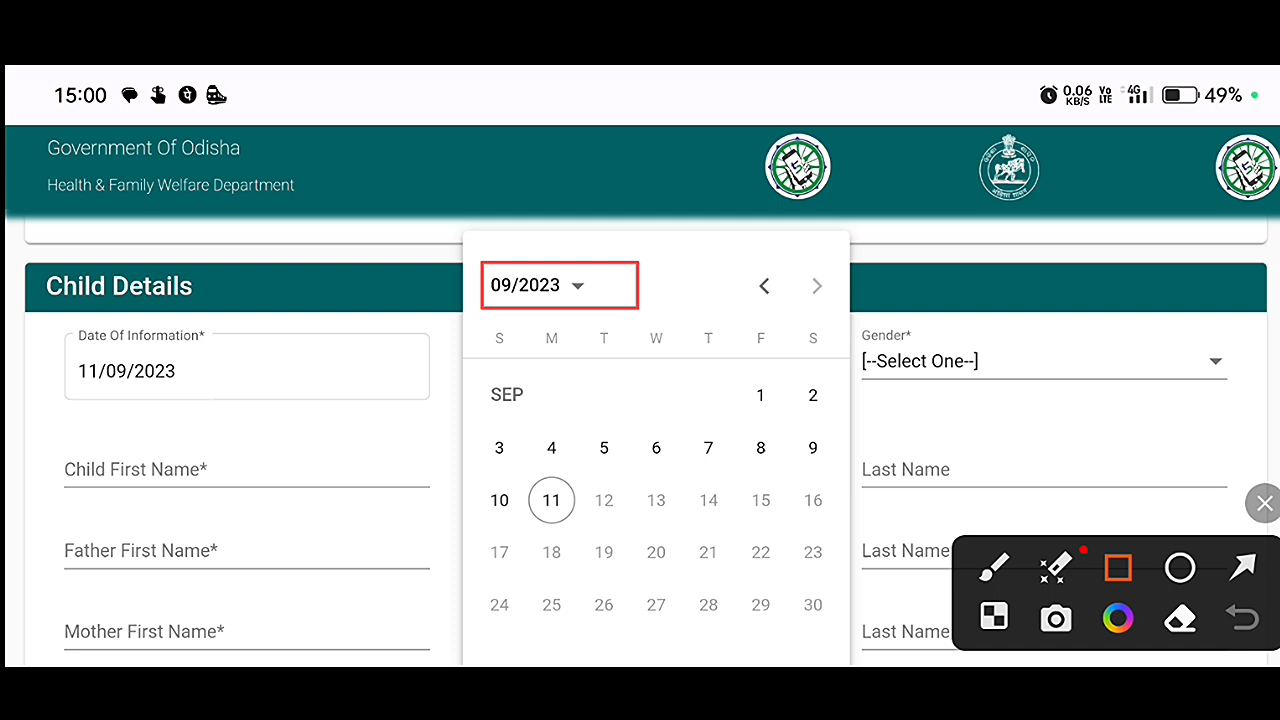 15:00
0.06 KB/S Vo LTE 4G 49%
Government Of Odisha
Health & Family Welfare Department
Child Details
09/2023
S M T W T F S
SEP 1 2
3 4 5 6 7 8 9
10 11 12 13 14 15 16
17 18 19 20 21 22 23
24 25 26 27 28 29 30
Date Of Information*
11/09/2023
Gender*
[--Select One--]
Child First Name*
Last Name
Father First Name*
Last Name
Mother First Name*
Last Name